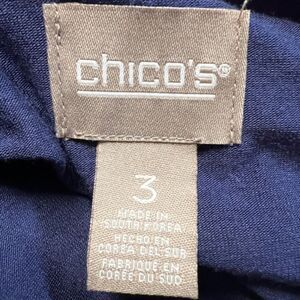 chico's®
3
MADE IN
SOUTH KOREA
HECHO EN
COREA DEL SUR
FABRIQUÉ EN
CORÉE DU SUD